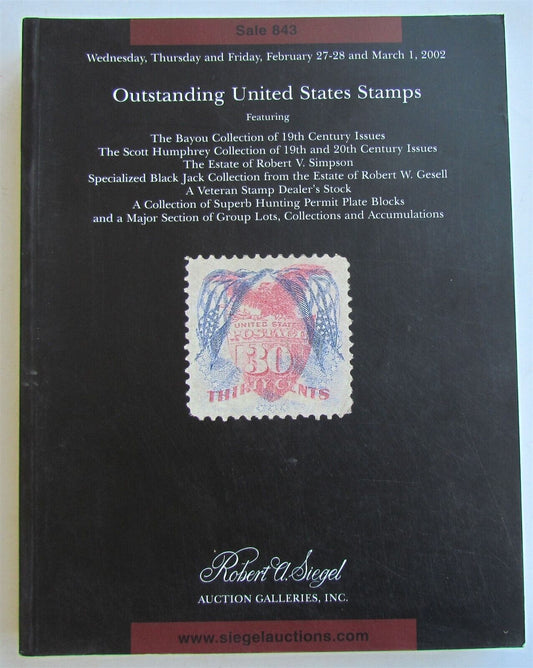 Sale 843
Wednesday, Thursday and Friday, February 27-28 and March 1, 2002
Outstanding United States Stamps
Featuring
The Bayou Collection of 19th Century Issues
The Scott Humphrey Collection of 19th and 20th Century Issues
The Estate of Robert V. Simpson
Specialized Black Jack Collection from the Estate of Robert W. Gesell
A Veteran Stamp Dealer's Stock
A Collection of Superb Hunting Permit Plate Blocks
and a Major Section of Group Lots, Collections and Accumulations
UNITED STATES
POSTAGE
30
THIRTY CENTS
Robert A. Siegel
AUCTION GALLERIES, INC.
www.siegelauctions.com